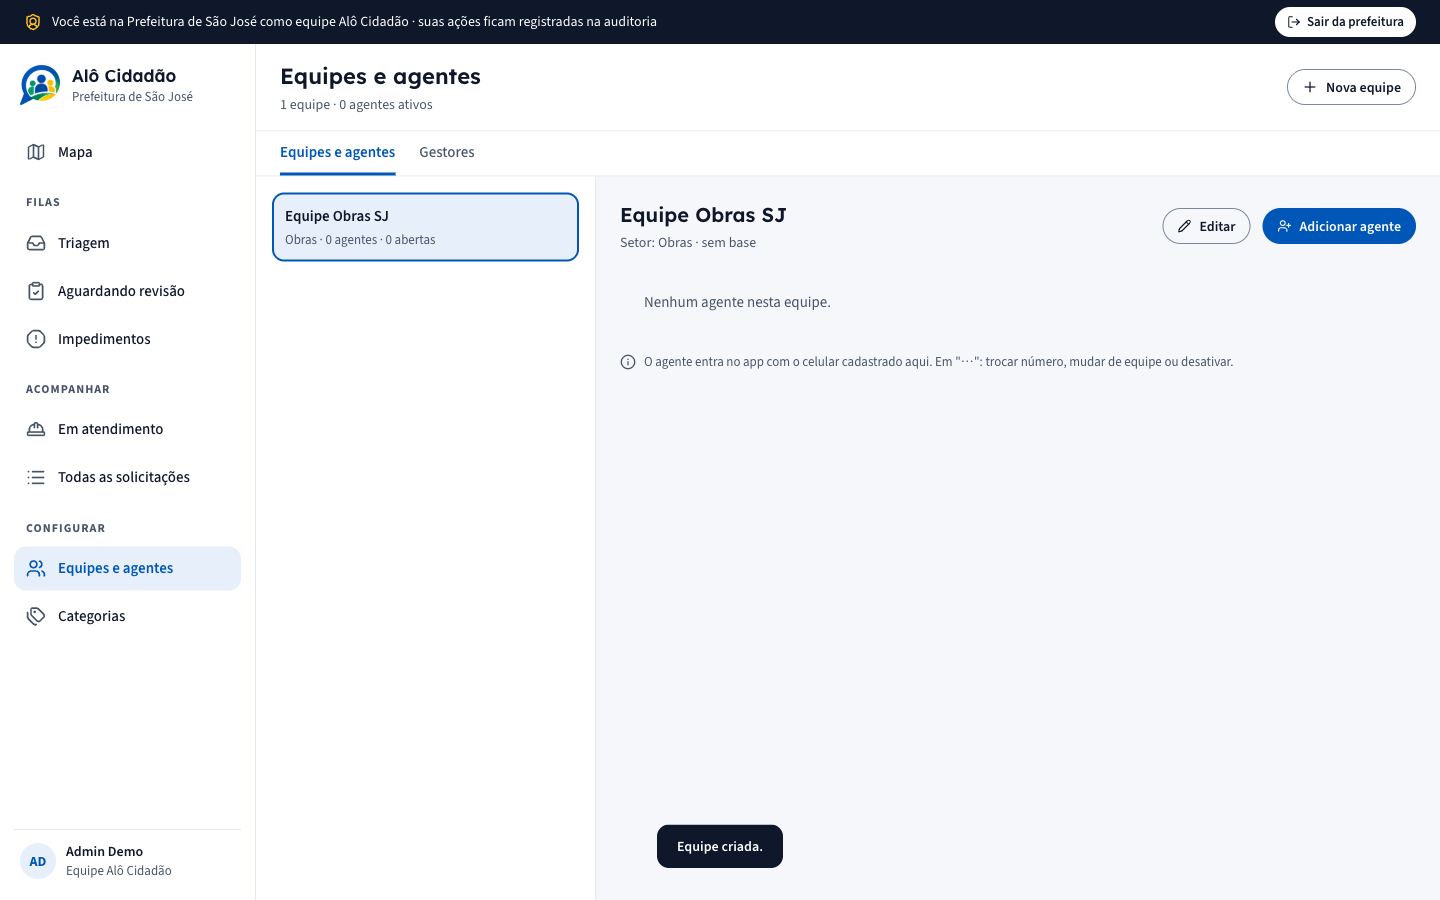 Você está na Prefeitura de São José como equipe Alô Cidadão · suas ações ficam registradas na auditoria
Sair da prefeitura
Alô Cidadão
Prefeitura de São José
Mapa
FILAS
Triagem
Aguardando revisão
Impedimentos
ACOMPANHAR
Em atendimento
Todas as solicitações
CONFIGURAR
Equipes e agentes
Categorias
AD
Admin Demo
Equipe Alô Cidadão
Equipes e agentes
1 equipe · 0 agentes ativos
Nova equipe
Equipes e agentes
Gestores
Equipe Obras SJ
Obras · 0 agentes · 0 abertas
Equipe Obras SJ
Setor: Obras · sem base
Editar
Adicionar agente
Nenhum agente nesta equipe.
O agente entra no app com o celular cadastrado aqui. Em "···": trocar número, mudar de equipe ou desativar.
Equipe criada.